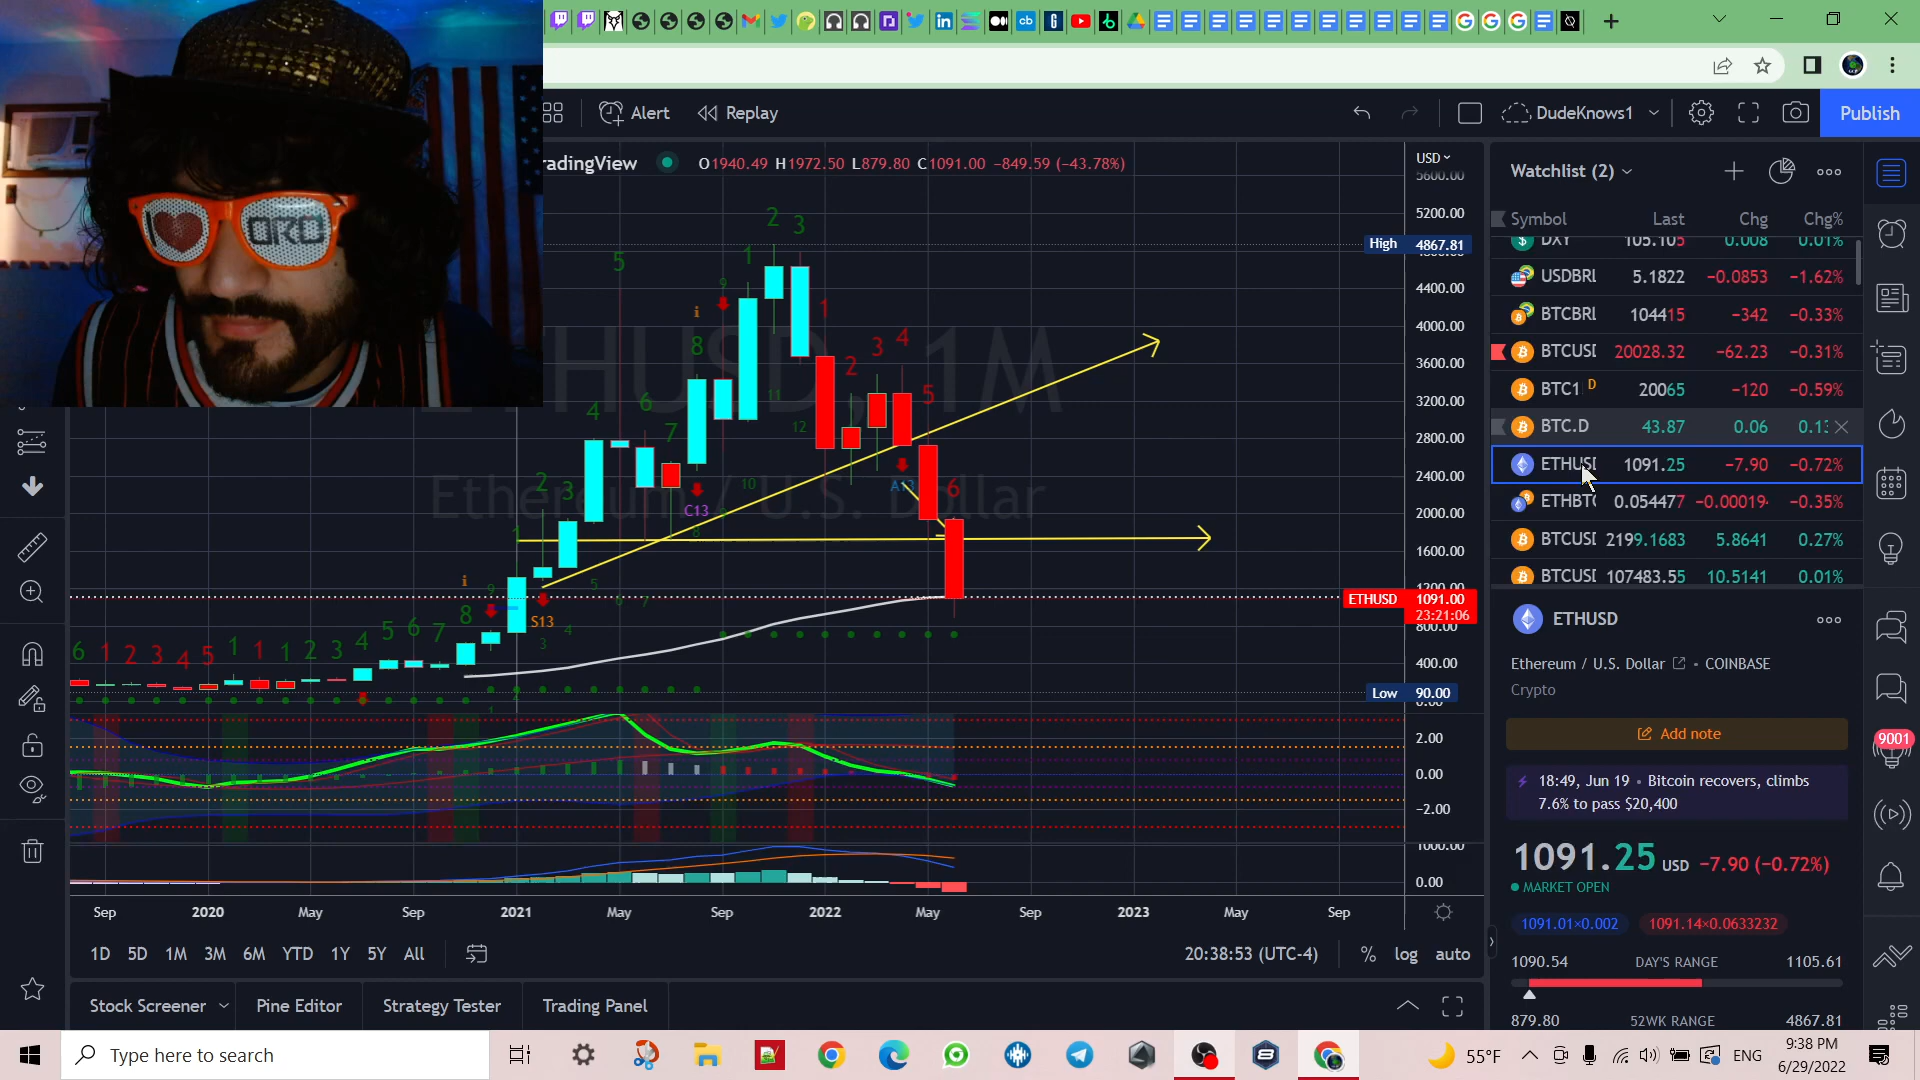 Alert
Replay
DudeKnows1
Publish
radingView
O1940.49 H1972.50 L879.80 C1091.00 −849.59 (−43.78%)
USD
5600.00
5200.00
High 4867.81
4400.00
4000.00
3600.00
3200.00
2800.00
2400.00
2000.00
1600.00
1200.00
ETHUSD 1091.00
23:21:06
800.00
400.00
Low 90.00
0.00
2.00
0.00
−2.00
1000.00
0.00
HUSD, 1M
Ethereum / U.S. Dollar
C13
S13
Sep 2020 May Sep 2021 May Sep 2022 May Sep 2023 May Sep
1D 5D 1M 3M 6M YTD 1Y 5Y All
20:38:53 (UTC-4) % log auto
Stock Screener Pine Editor Strategy Tester Trading Panel
Watchlist (2)
Symbol Last Chg Chg%
DXY 105.105 0.008 0.01%
USDBRL 5.1822 −0.0853 −1.62%
BTCBRL 104415 −342 −0.33%
BTCUSD 20028.32 −62.23 −0.31%
BTC1 D 20065 −120 −0.59%
BTC.D 43.87 0.06
ETHUSD 1091.25 −7.90 −0.72%
ETHBTC 0.054477 −0.000194 −0.35%
BTCUSD 2199.1683 5.8641 0.27%
BTCUSD 107483.55 10.5141 0.01%
ETHUSD
Ethereum / U.S. Dollar • COINBASE
Crypto
Add note
18:49, Jun 19 • Bitcoin recovers, climbs
7.6% to pass $20,400
1091.25 USD −7.90 (−0.72%)
MARKET OPEN
1091.01×0.002 1091.14×0.0633232
1090.54 DAY'S RANGE 1105.61
879.80 52WK RANGE 4867.81
9001
Type here to search
55°F
ENG
9:38 PM
6/29/2022